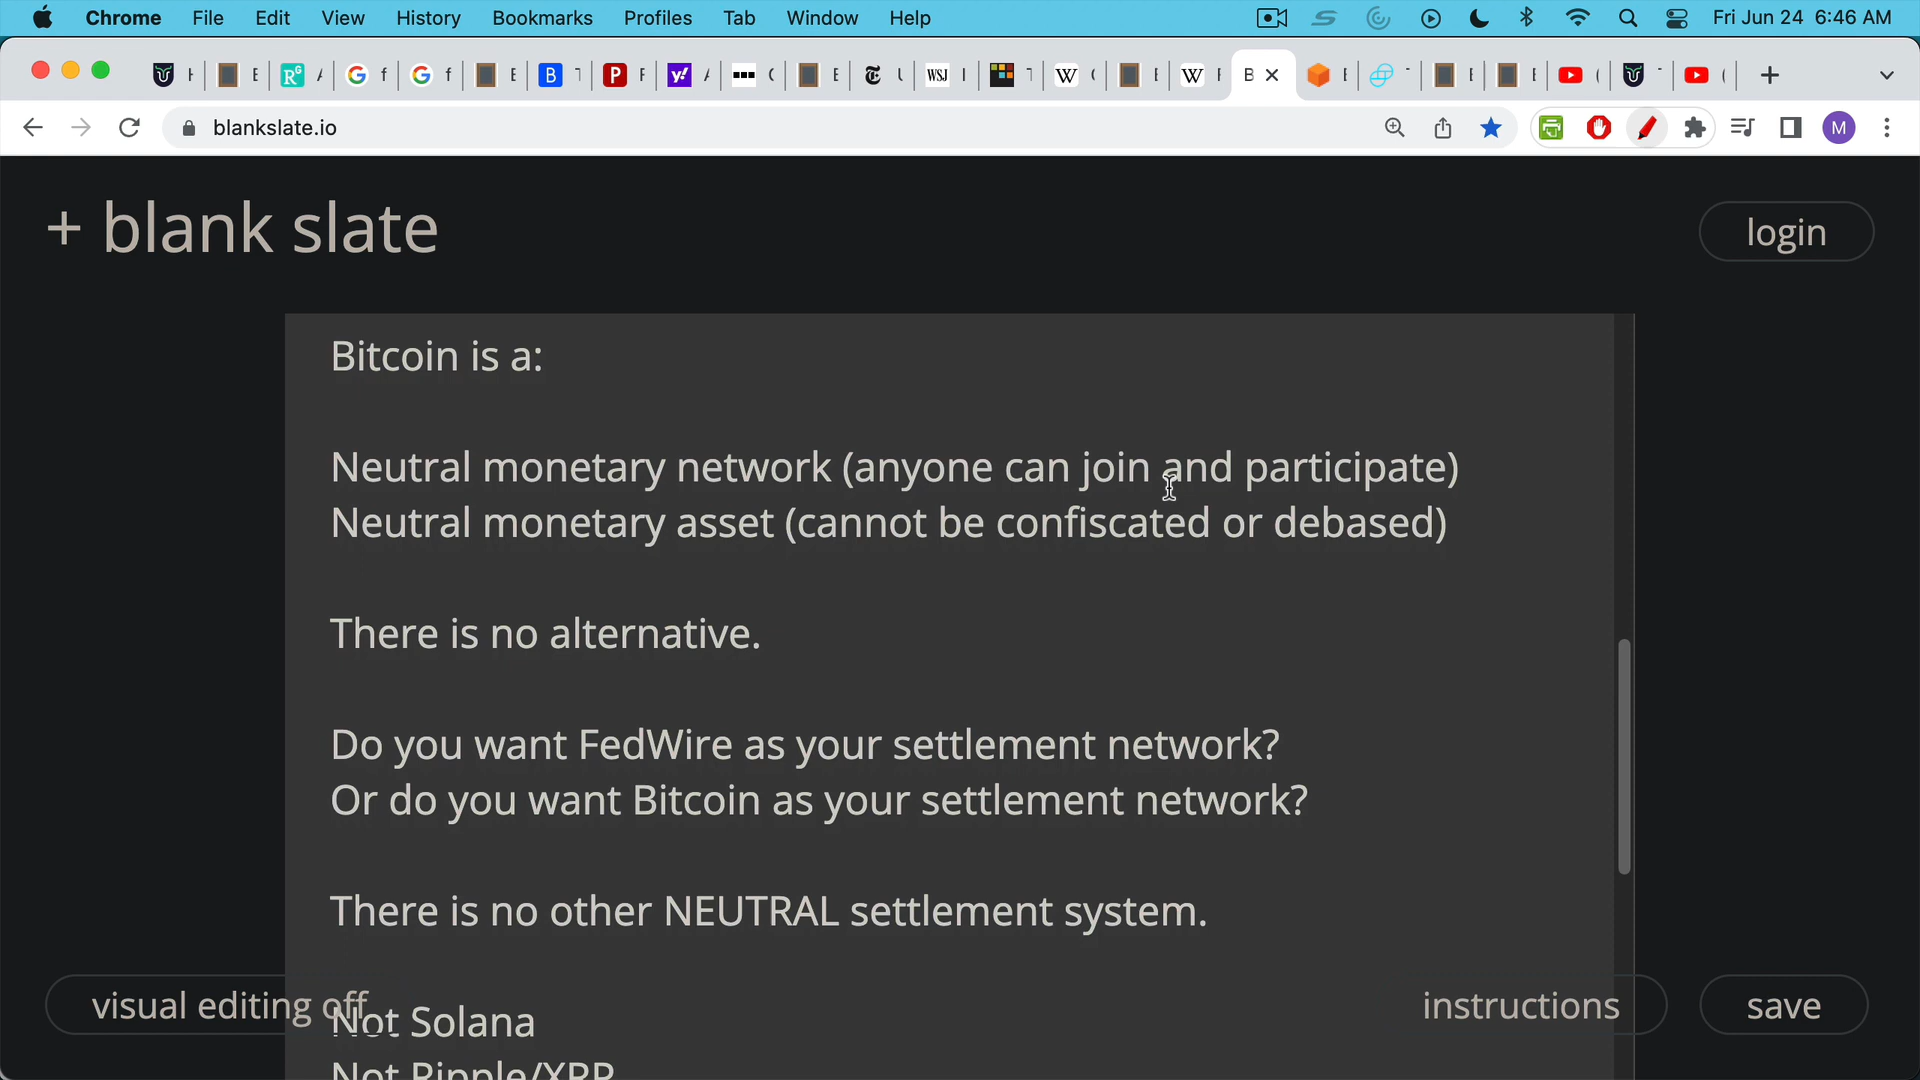 Chrome File Edit View History Bookmarks Profiles Tab Window Help Fri Jun 24 6:46 AM
B
blankslate.io
M
+ blank slate
login
Bitcoin is a:
Neutral monetary network (anyone can join and participate)
Neutral monetary asset (cannot be confiscated or debased)
There is no alternative.
Do you want FedWire as your settlement network?
Or do you want Bitcoin as your settlement network?
There is no other NEUTRAL settlement system.
Not Solana
Not Ripple/XRP
visual editing off
instructions
save